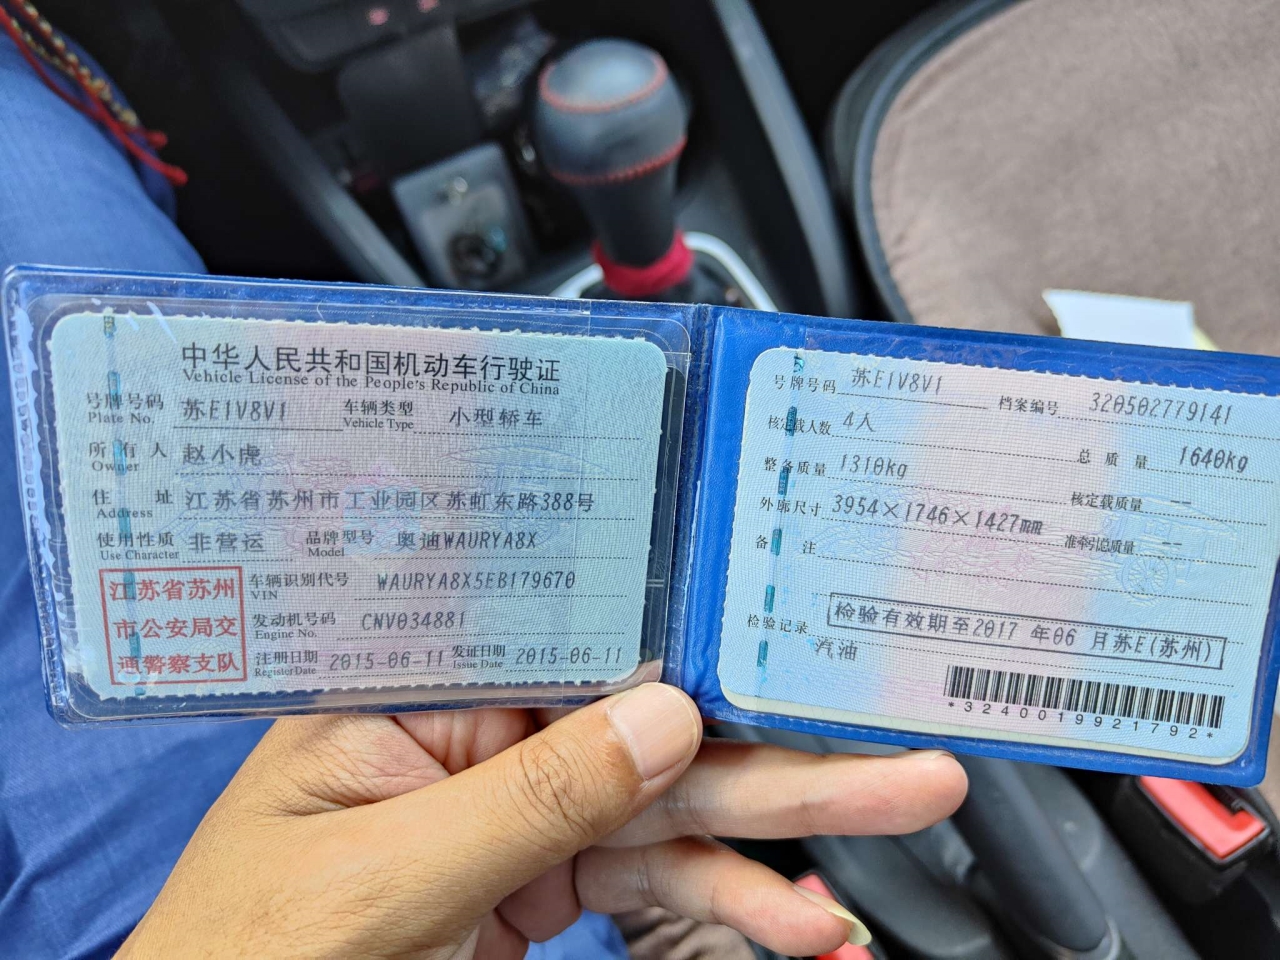 中华人民共和国机动车行驶证
Vehicle License of the People's Republic of China
号牌号码 苏E1V8V1 车辆类型 小型轿车
Plate No. Vehicle Type
所有人 赵小虎
Owner
住址 江苏省苏州市工业园区苏虹东路388号
Address
使用性质 非营运 品牌型号 奥迪WAURYA8X
Use Character Model
江苏省苏州
市公安局交
通警察支队
车辆识别代号 WAURYA8X5EB179670
VIN
发动机号码 CNV034881
Engine No.
注册日期 2015-06-11 发证日期 2015-06-11
Register Date Issue Date
号牌号码 苏E1V8V1 档案编号 320502779141
核定载人数 4人 总质量 1640kg
整备质量 1310kg 核定载质量 --
外廓尺寸 3954×1746×1427mm 准牵引总质量 --
备注
检验有效期至2017年06月苏E(苏州)
检验记录
汽油
*3240019921792*